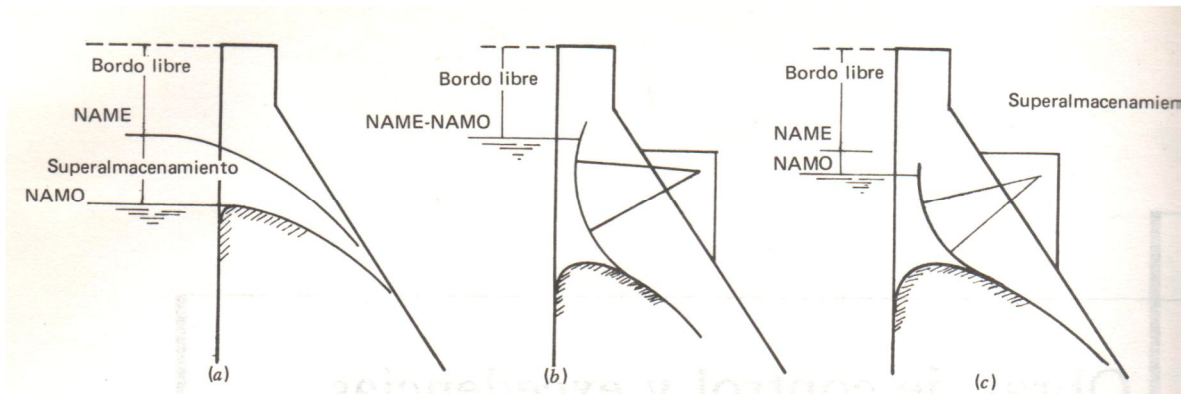 Bordo libre
NAME
Superalmacenamiento
NAMO
(a)
Bordo libre
NAME-NAMO
(b)
Bordo libre
NAME
NAMO
Superalmacenamien
(c)